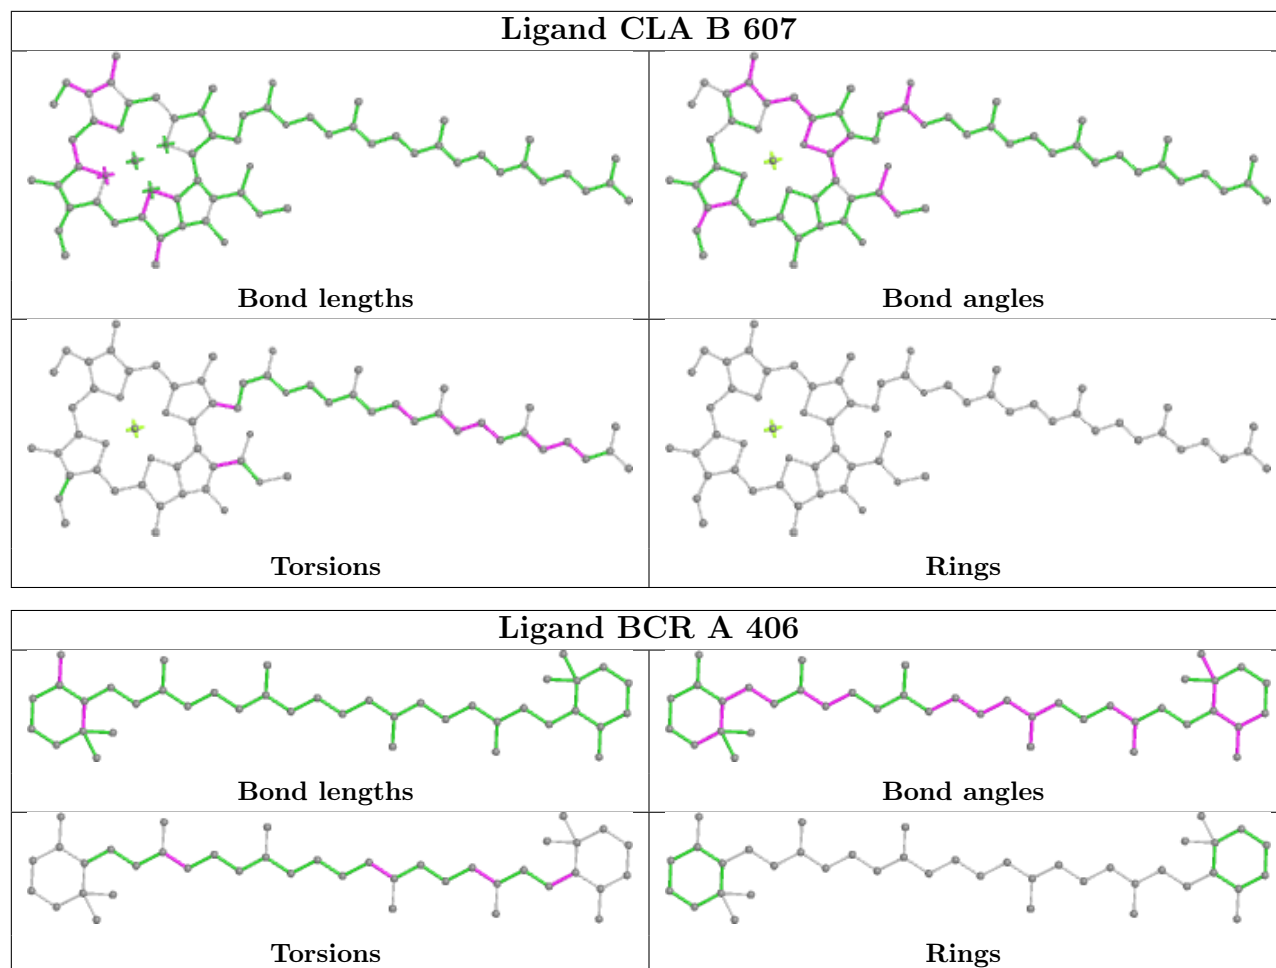 Ligand CLA B 607
Bond lengths
Bond angles
Torsions
Rings
Ligand BCR A 406
Bond lengths
Bond angles
Torsions
Rings